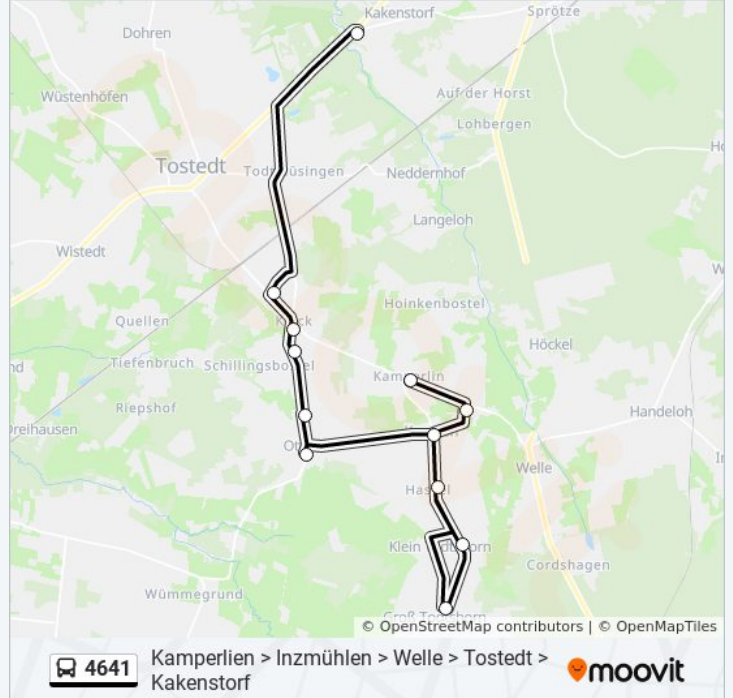 Kakenstorf
Sprötze
Dohren
Wüstenhöfen
Auf der Horst
Lohbergen
Tostedt
Neddernhof
Langeloh
Wistedt
Hoinkenbostel
Quellen
Höckel
Tiefenbruch
Riepshof
Handeloh
Welle
Klein
Cordshagen
Wümmegrund
© OpenStreetMap contributors | © OpenMapTiles
4641
Kamperlien > Inzmühlen > Welle > Tostedt >
Kakenstorf
moovit